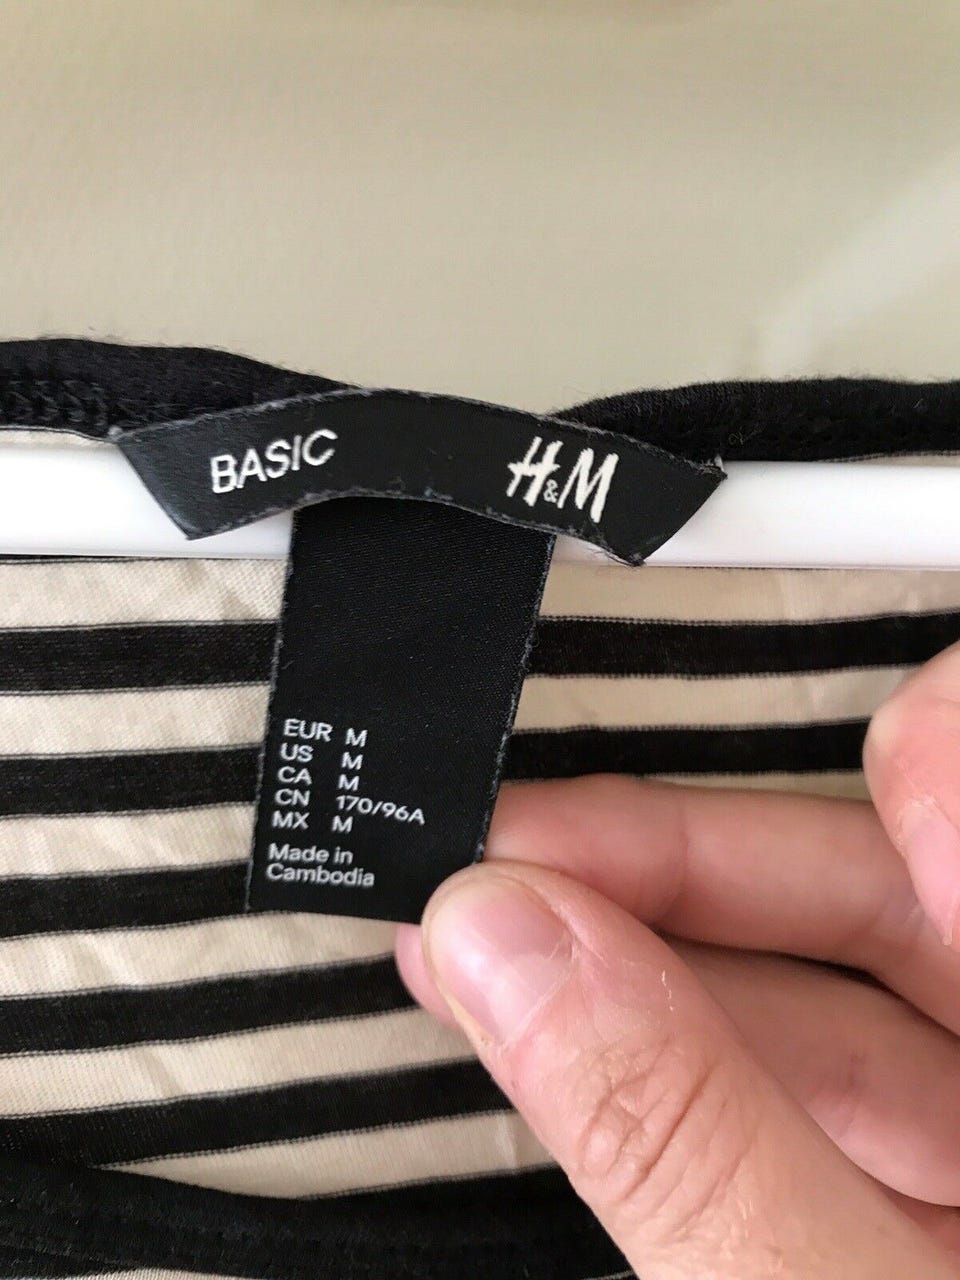 BASIC H&M
EUR M
US M
CA M
CN 170/96A
MX M
Made in
Cambodia